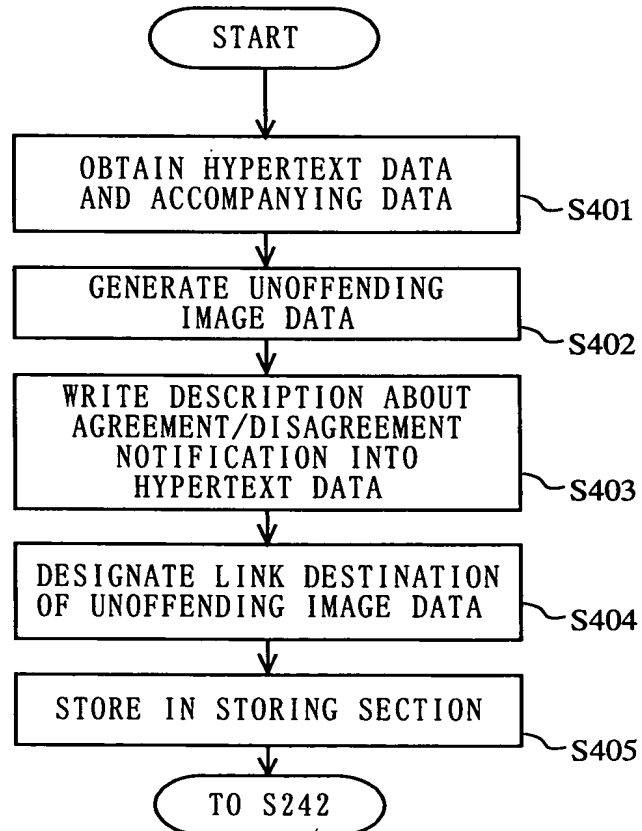 START
OBTAIN HYPERTEXT DATA
AND ACCOMPANYING DATA
S401
GENERATE UNOFFENDING
IMAGE DATA
S402
WRITE DESCRIPTION ABOUT
AGREEMENT/DISAGREEMENT
NOTIFICATION INTO
HYPERTEXT DATA
S403
DESIGNATE LINK DESTINATION
OF UNOFFENDING IMAGE DATA
S404
STORE IN STORING SECTION
S405
TO S242